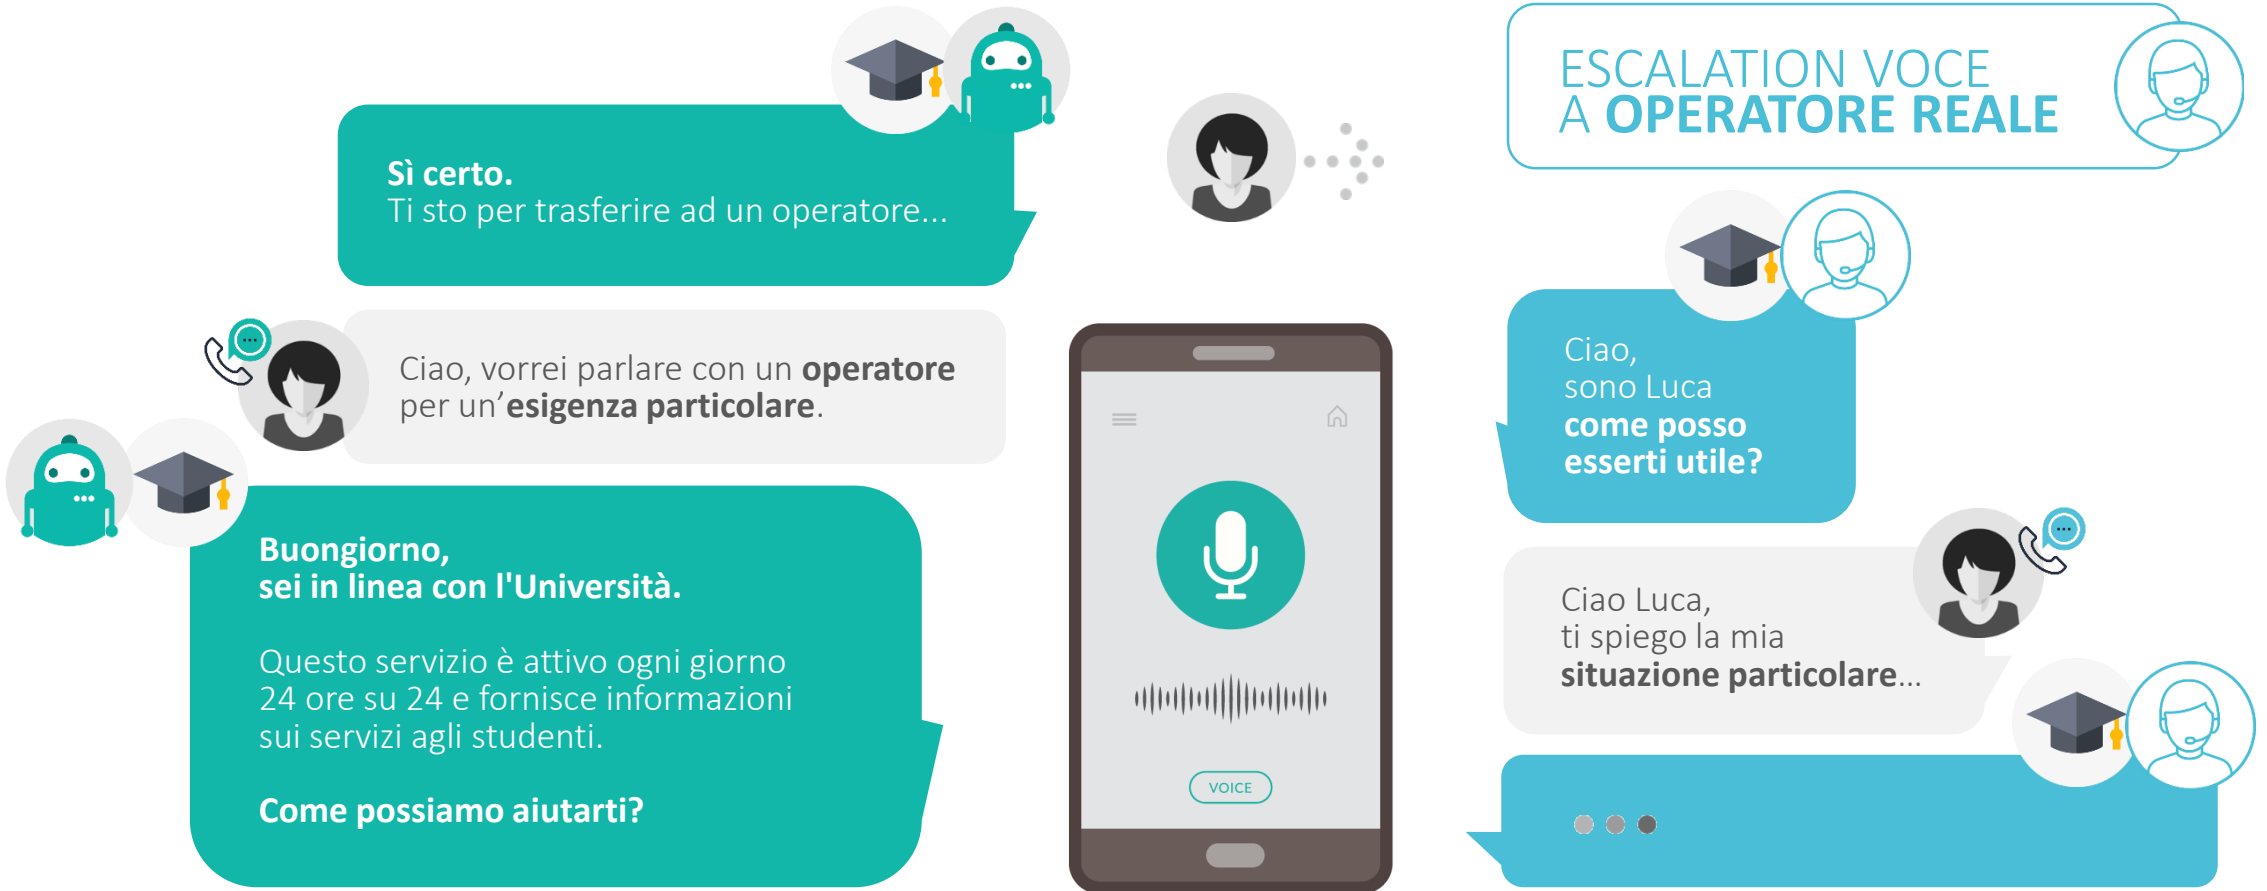 Sì certo.
Ti sto per trasferire ad un operatore...
Ciao, vorrei parlare con un operatore
per un’esigenza particolare.
Buongiorno,
sei in linea con l'Università.
Questo servizio è attivo ogni giorno
24 ore su 24 e fornisce informazioni
sui servizi agli studenti.
Come possiamo aiutarti?
VOICE
ESCALATION VOCE
A OPERATORE REALE
Ciao,
sono Luca
come posso
esserti utile?
Ciao Luca,
ti spiego la mia
situazione particolare...